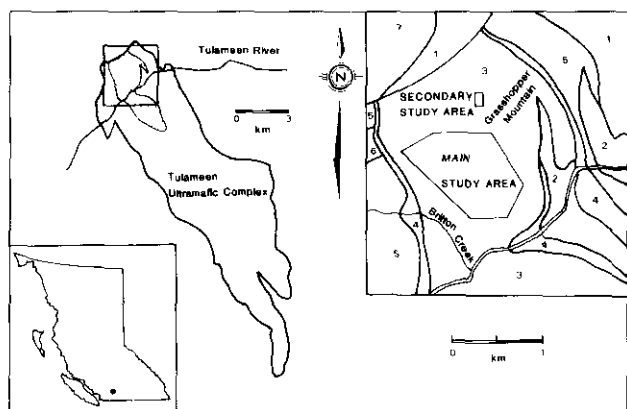 Tulameen River
N
0 3
km
Tulameen
Ultramafic Complex
7
1
1
3
5
SECONDARY
STUDY AREA
Grasshopper
Mountain
5
6
MAIN
STUDY AREA
2
2
4
4
Britton Creek
4
5
3
0 1
km